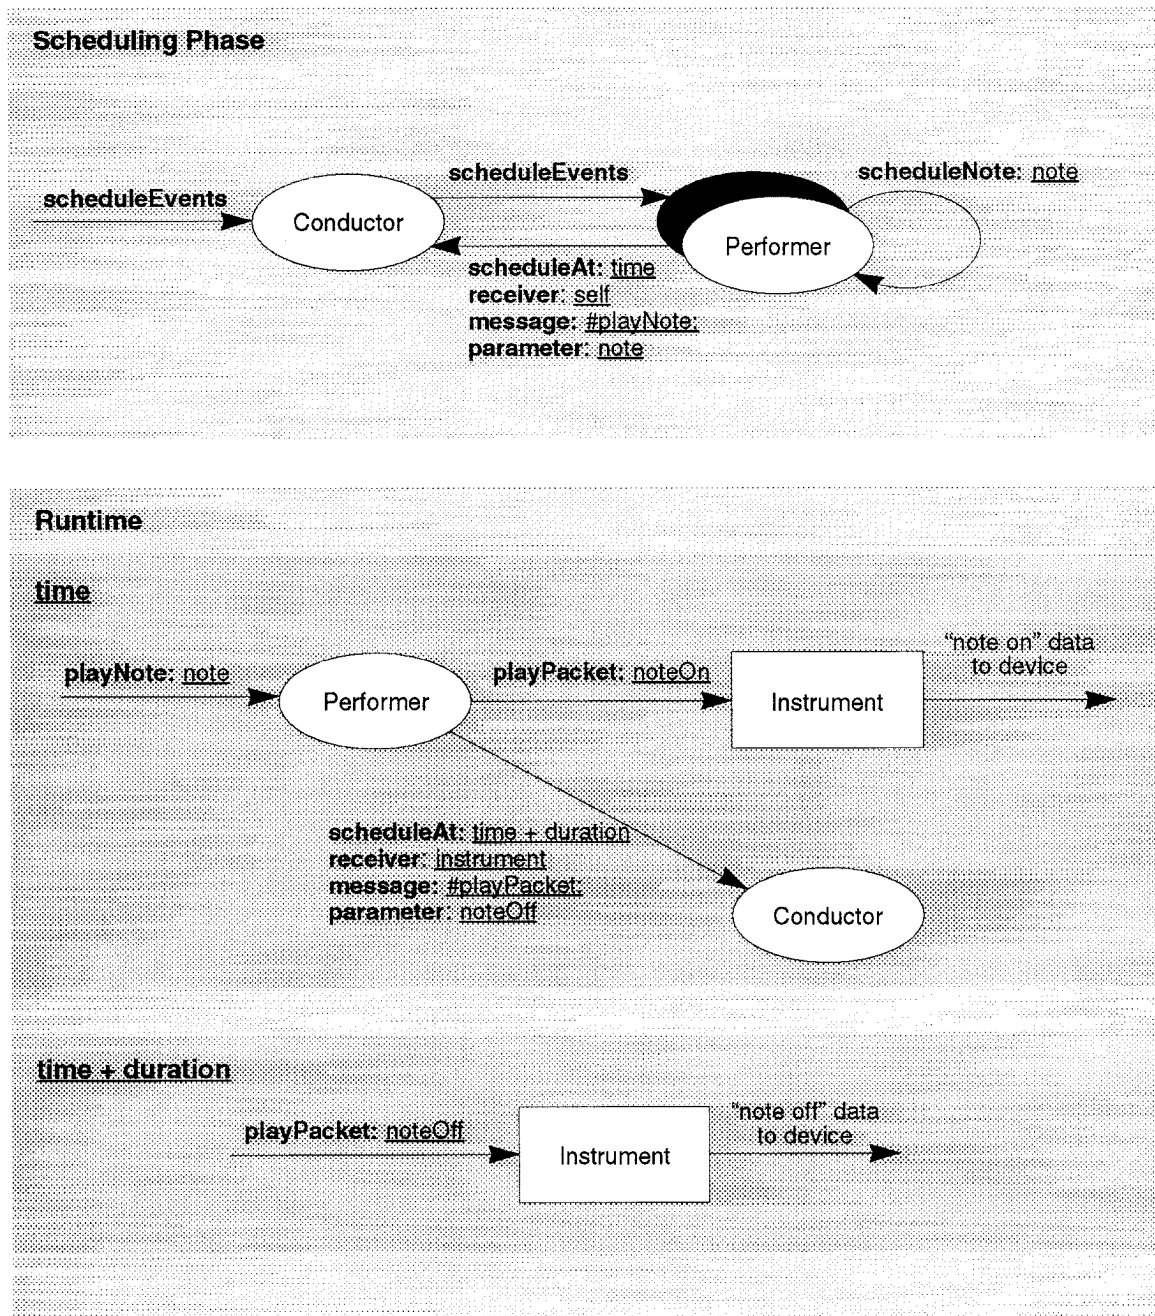 Scheduling Phase
scheduleEvents
Conductor
scheduleEvents
scheduleAt: time
receiver: self
message: #playNote:
parameter: note
Performer
scheduleNote: note
Runtime
time
playNote: note
Performer
playPacket: noteOn
Instrument
“note on” data
to device
scheduleAt: time + duration
receiver: instrument
message: #playPacket:
parameter: noteOff
Conductor
time + duration
playPacket: noteOff
Instrument
“note off” data
to device